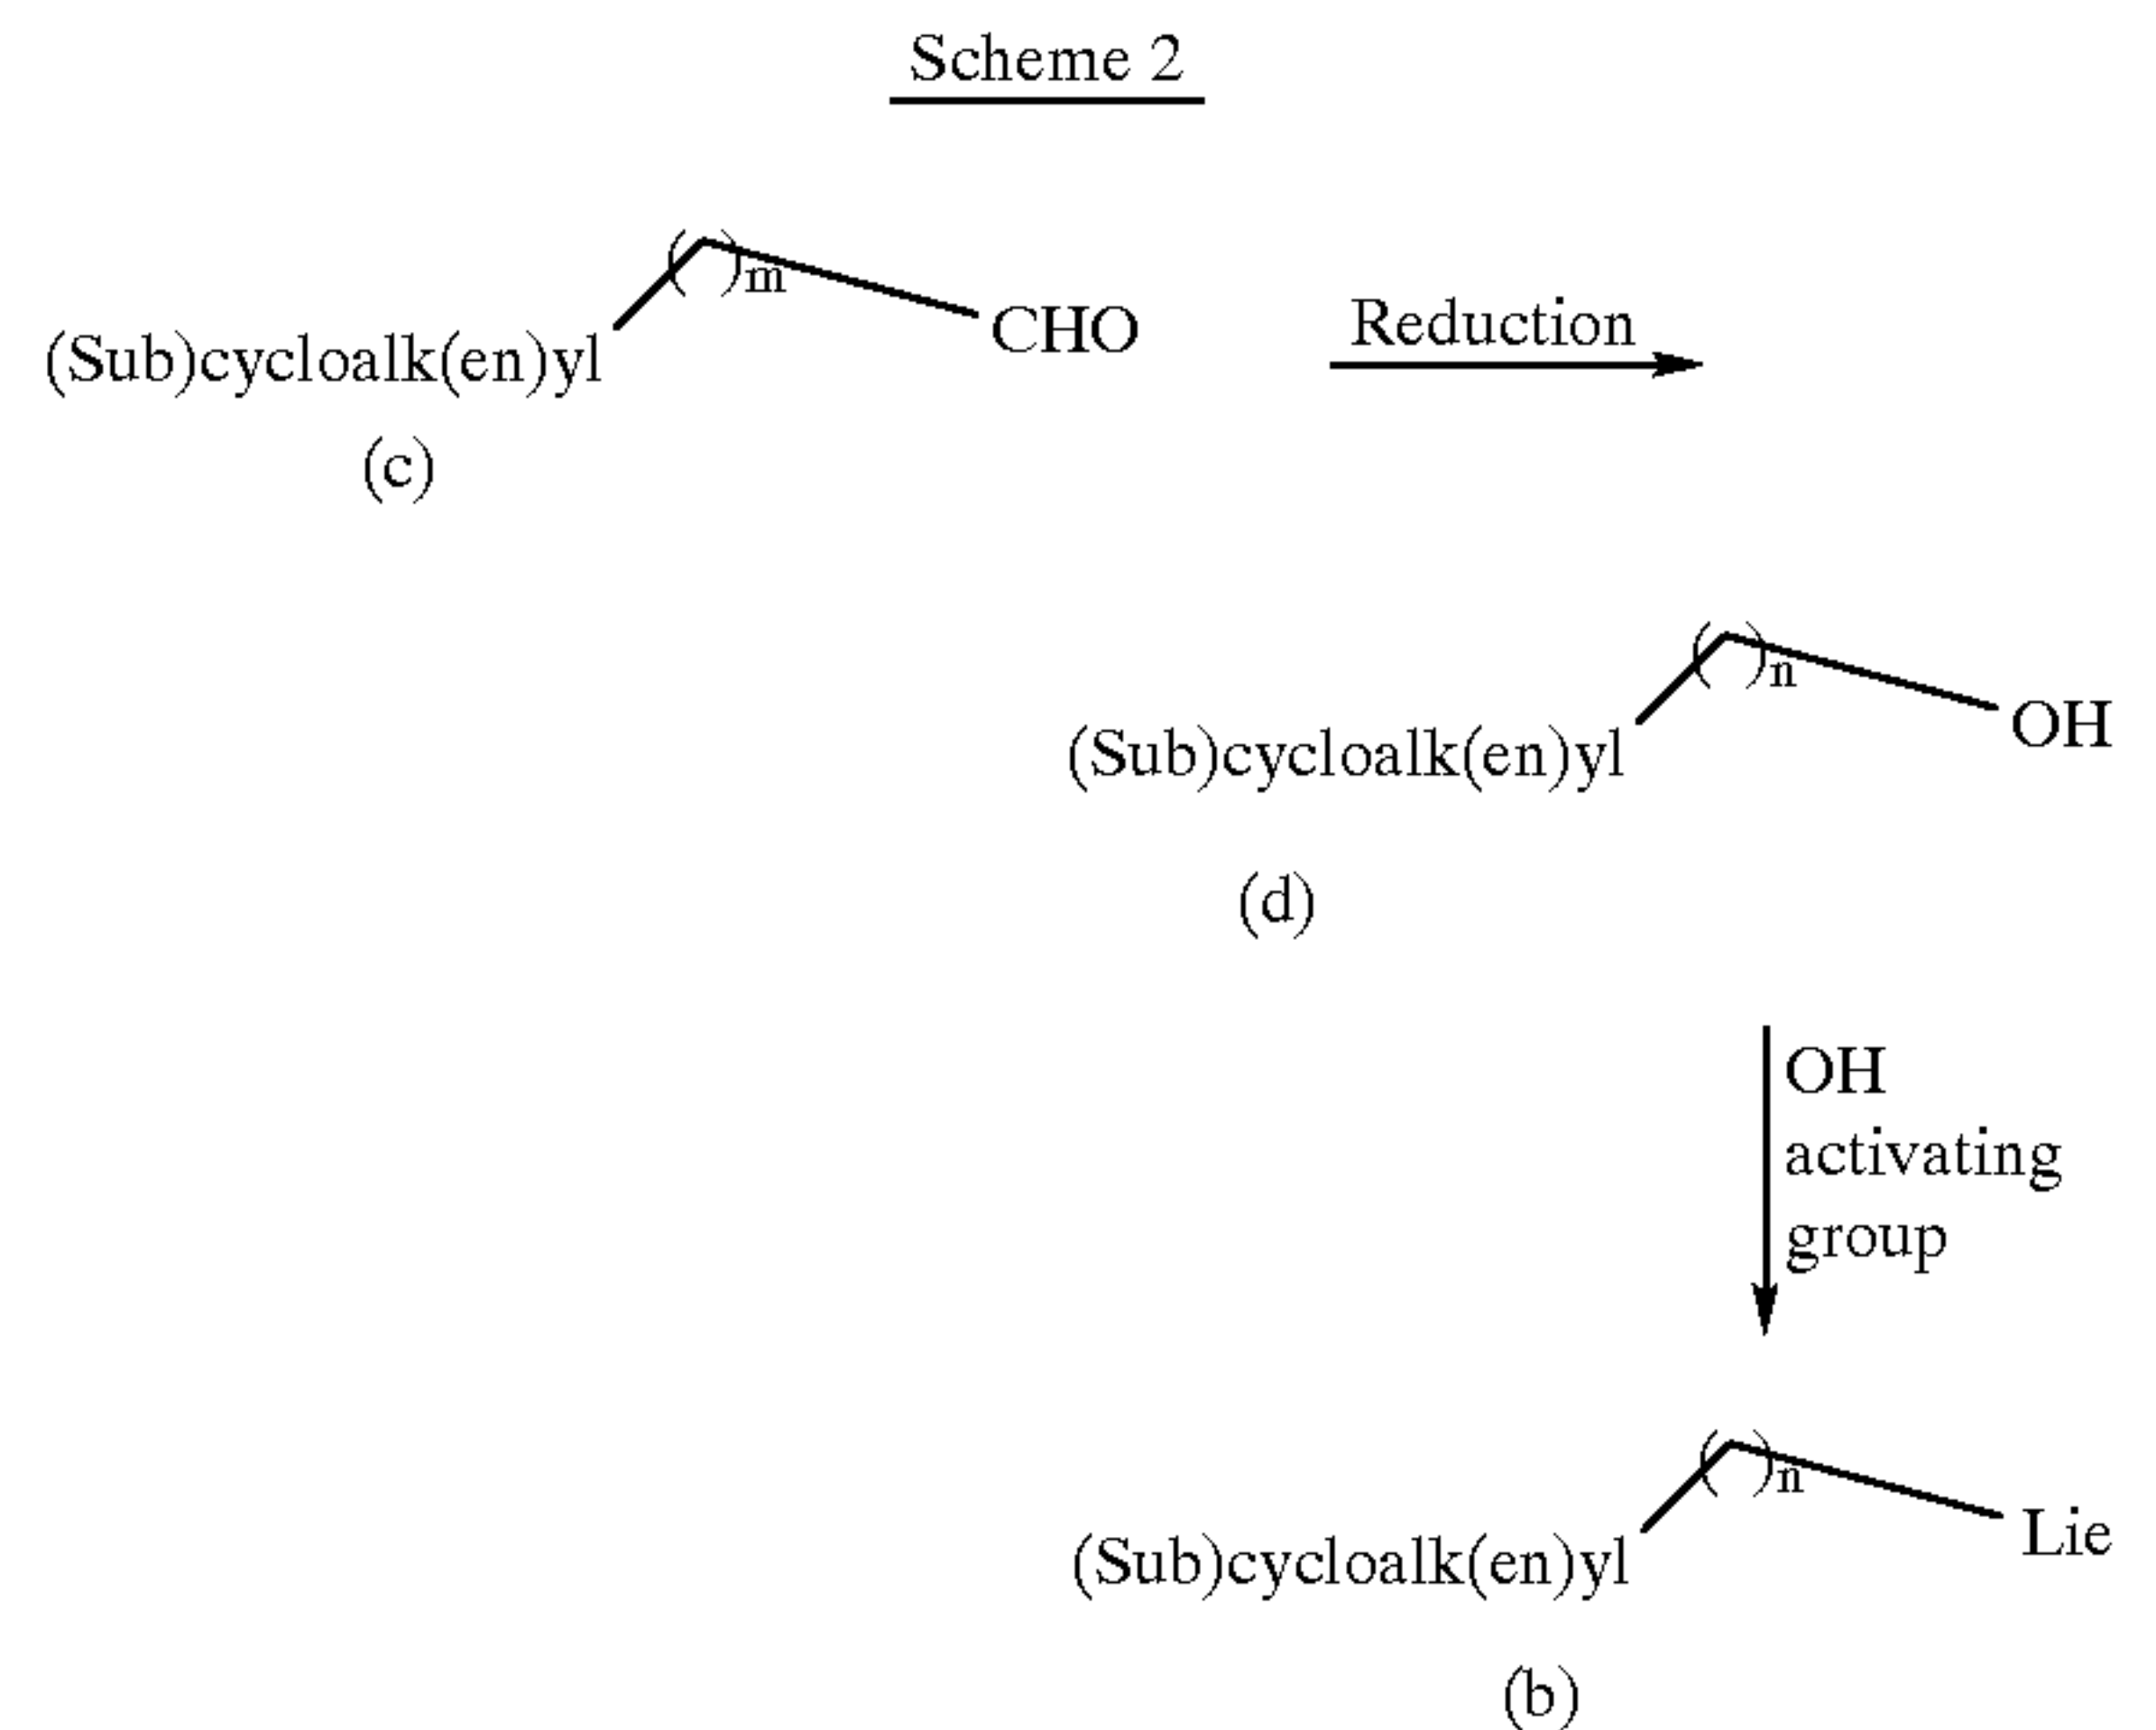 Scheme 2
( )m
CHO
(Sub)cycloalk(en)yl
(c)
Reduction
( )n
OH
(Sub)cycloalk(en)yl
(d)
OH
activating
group
( )n
Lie
(Sub)cycloalk(en)yl
(b)